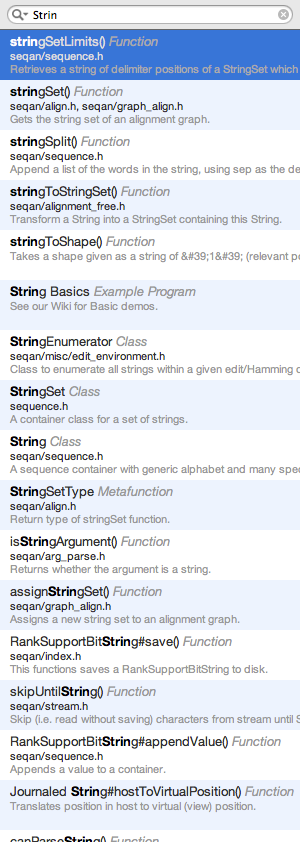 Strin
stringSetLimits() Function
seqan/sequence.h
Retrieves a string of delimiter positions of a StringSet which
stringSet() Function
seqan/align.h, seqan/graph_align.h
Gets the string set of an alignment graph.
stringSplit() Function
seqan/sequence.h
Append a list of the words in the string, using sep as the de
stringToStringSet() Function
seqan/alignment_free.h
Transform a String into a StringSet containing this String.
stringToShape() Function
Takes a shape given as a string of &#39;1&#39; (relevant po
String Basics Example Program
See our Wiki for Basic demos.
StringEnumerator Class
seqan/misc/edit_environment.h
Class to enumerate all strings within a given edit/Hamming d
StringSet Class
sequence.h
A container class for a set of strings.
String Class
seqan/sequence.h
A sequence container with generic alphabet and many spec
StringSetType Metafunction
seqan/align.h
Return type of stringSet function.
isStringArgument() Function
seqan/arg_parse.h
Returns whether the argument is a string.
assignStringSet() Function
seqan/graph_align.h
Assigns a new string set to an alignment graph.
RankSupportBitString#save() Function
seqan/index.h
This functions saves a RankSupportBitString to disk.
skipUntilString() Function
seqan/stream.h
Skip (i.e. read without saving) characters from stream until S
RankSupportBitString#appendValue() Function
seqan/sequence.h
Appends a value to a container.
Journaled String#hostToVirtualPosition() Function
Translates position in host to virtual (view) position.
canParseString() Function